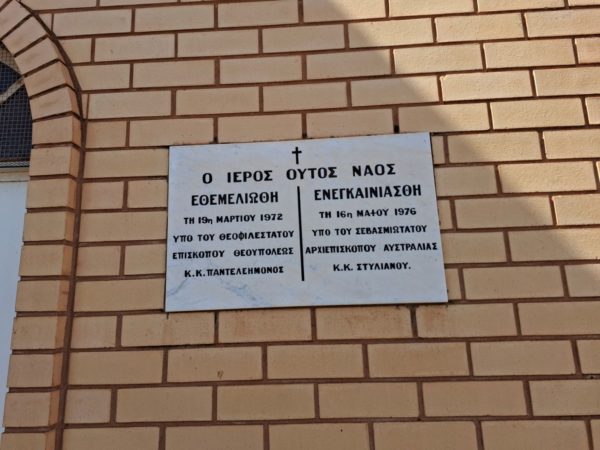 Ο ΙΕΡΟΣ ΟΥΤΟΣ ΝΑΟΣ
ΕΘΕΜΕΛΙΩΘΗ
ΤΗ 19η ΜΑΡΤΙΟΥ 1972
ΥΠΟ ΤΟΥ ΘΕΟΦΙΛΕΣΤΑΤΟΥ
ΕΠΙΣΚΟΠΟΥ ΘΕΟΥΠΟΛΕΩΣ
Κ.Κ.ΠΑΝΤΕΛΕΗΜΟΝΟΣ
ΕΝΕΓΚΑΙΝΙΑΣΘΗ
ΤΗ 16η ΜΑΪΟΥ 1976
ΥΠΟ ΤΟΥ ΣΕΒΑΣΜΙΩΤΑΤΟΥ
ΑΡΧΙΕΠΙΣΚΟΠΟΥ ΑΥΣΤΡΑΛΙΑΣ
Κ.Κ. ΣΤΥΛΙΑΝΟΥ.